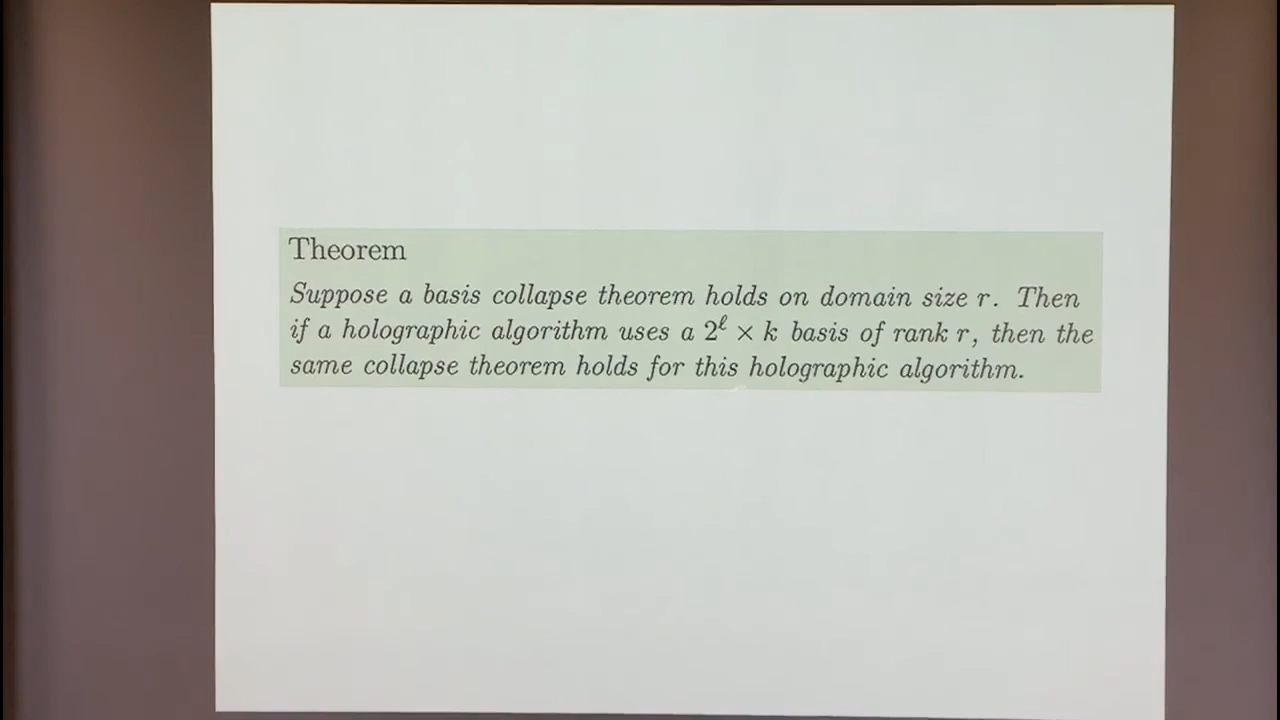 Theorem
Suppose a basis collapse theorem holds on domain size r. Then
if a holographic algorithm uses a 2^ℓ × k basis of rank r, then the
same collapse theorem holds for this holographic algorithm.